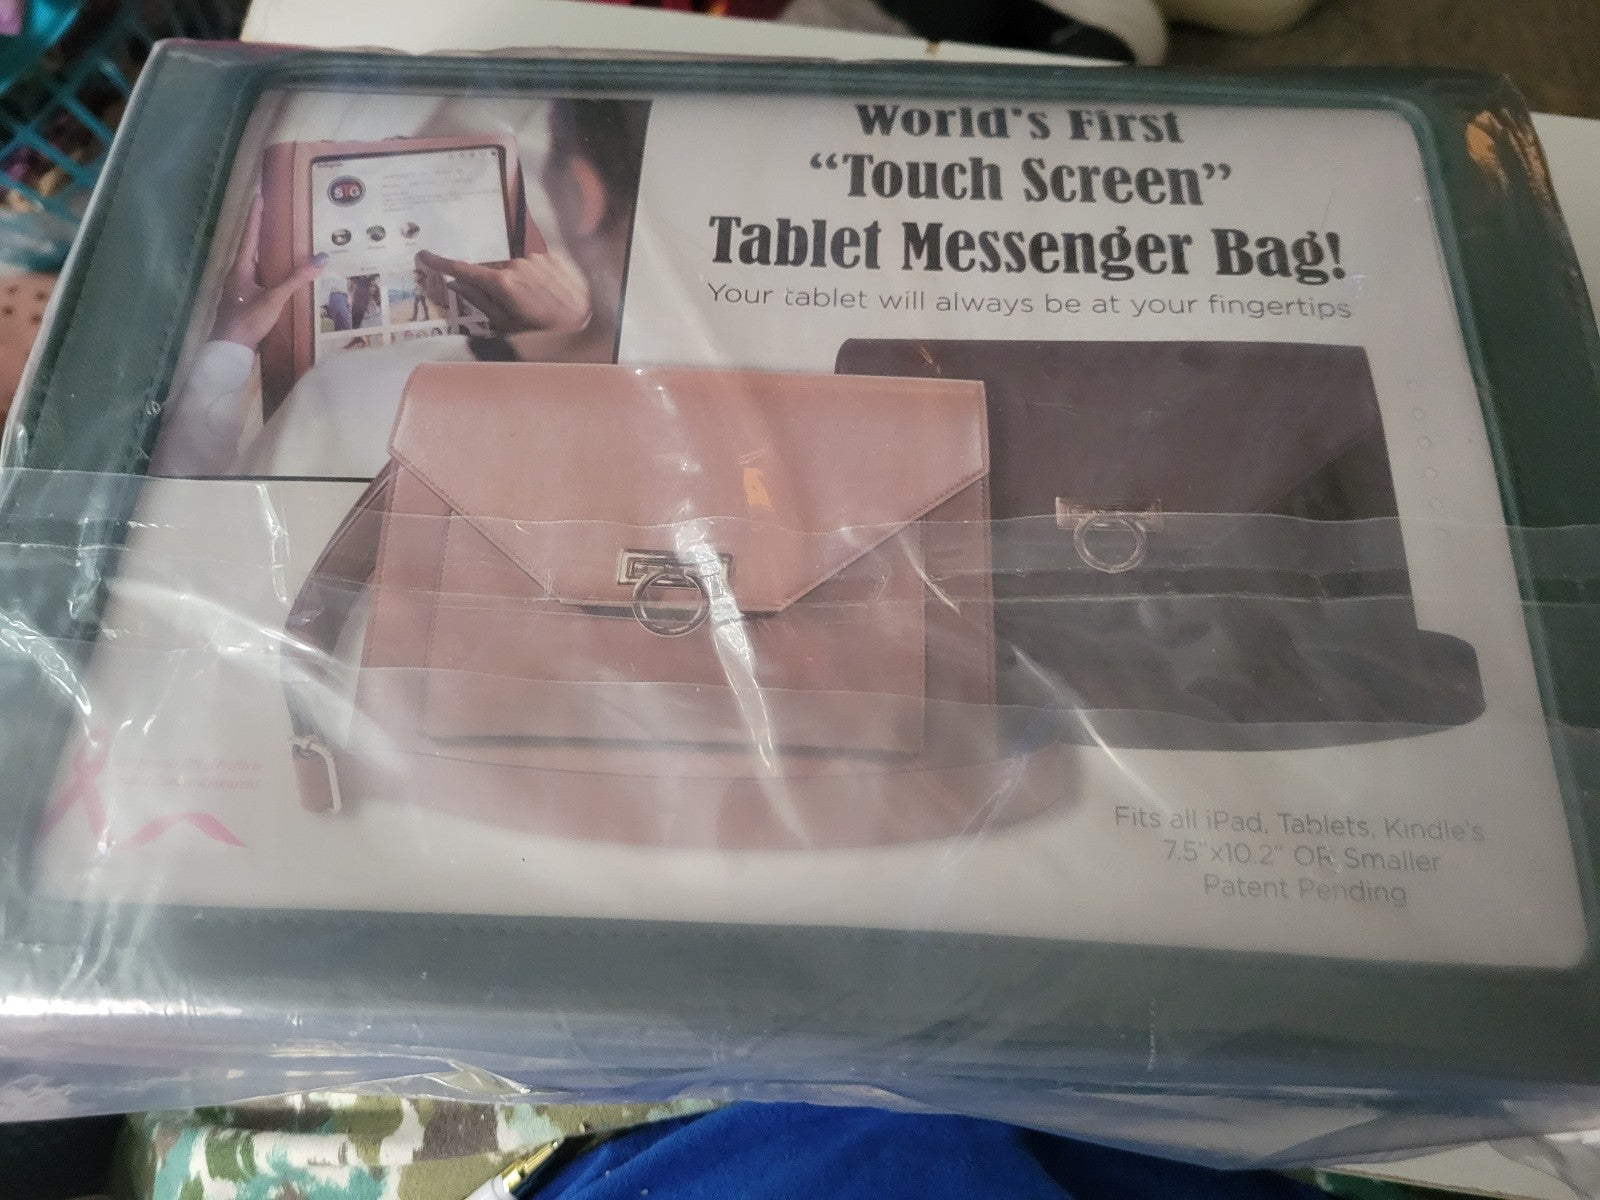 World's First
“Touch Screen”
Tablet Messenger Bag!
Your tablet will always be at your fingertips
SG
Fits all iPad, Tablets, Kindle's
7.5"x10.2" OR Smaller
Patent Pending